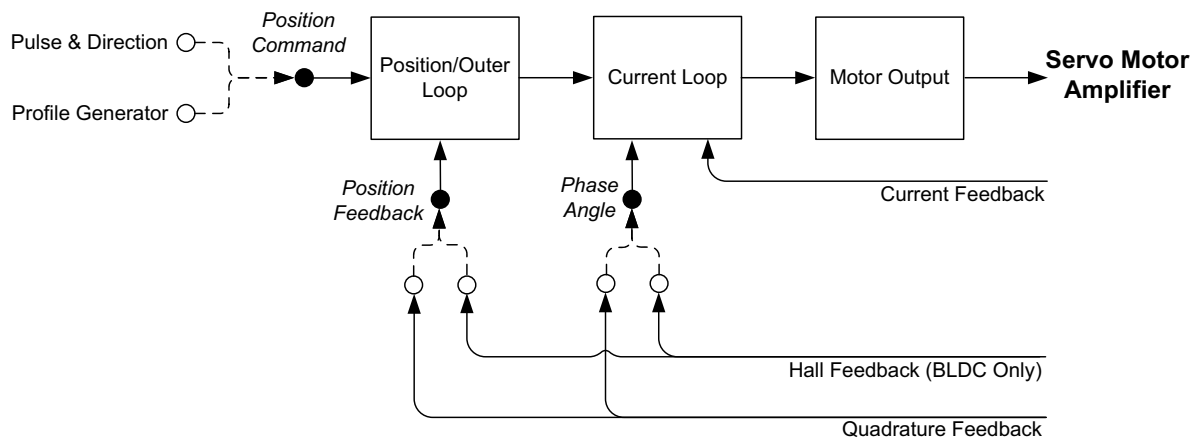 Pulse & Direction
Profile Generator
Position
Command
Position/Outer
Loop
Current Loop
Motor Output
Servo Motor
Amplifier
Position
Feedback
Phase
Angle
Current Feedback
Hall Feedback (BLDC Only)
Quadrature Feedback